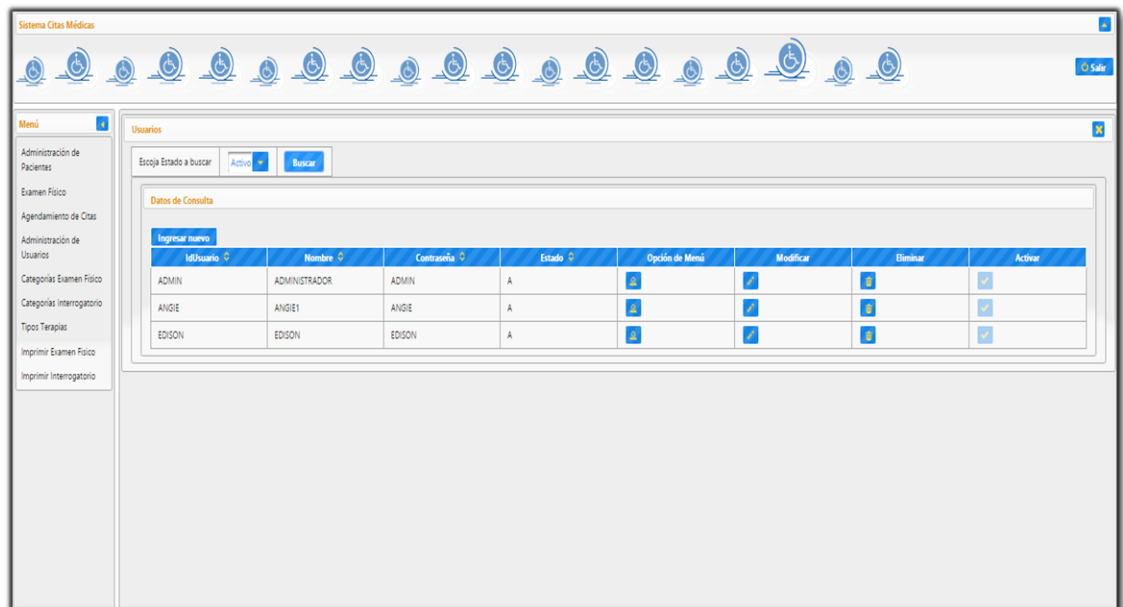 Sistema Citas Médicas
Salir
Menú
Administración de
Pacientes
Examen Físico
Agendamiento de Citas
Administración de
Usuarios
Categorías Examen Físico
Categorías Interrogatorio
Tipos Terapias
Imprimir Examen Fisico
Imprimir Interrogatorio
Usuarios
Escoja Estado a buscar Activo Buscar
Datos de Consulta
Ingresar nuevo
IdUsuario Nombre Contraseña Estado Opción de Menú Modificar Eliminar Activar
ADMIN ADMINISTRADOR ADMIN A
ANGIE ANGIE1 ANGIE A
EDISON EDISON EDISON A